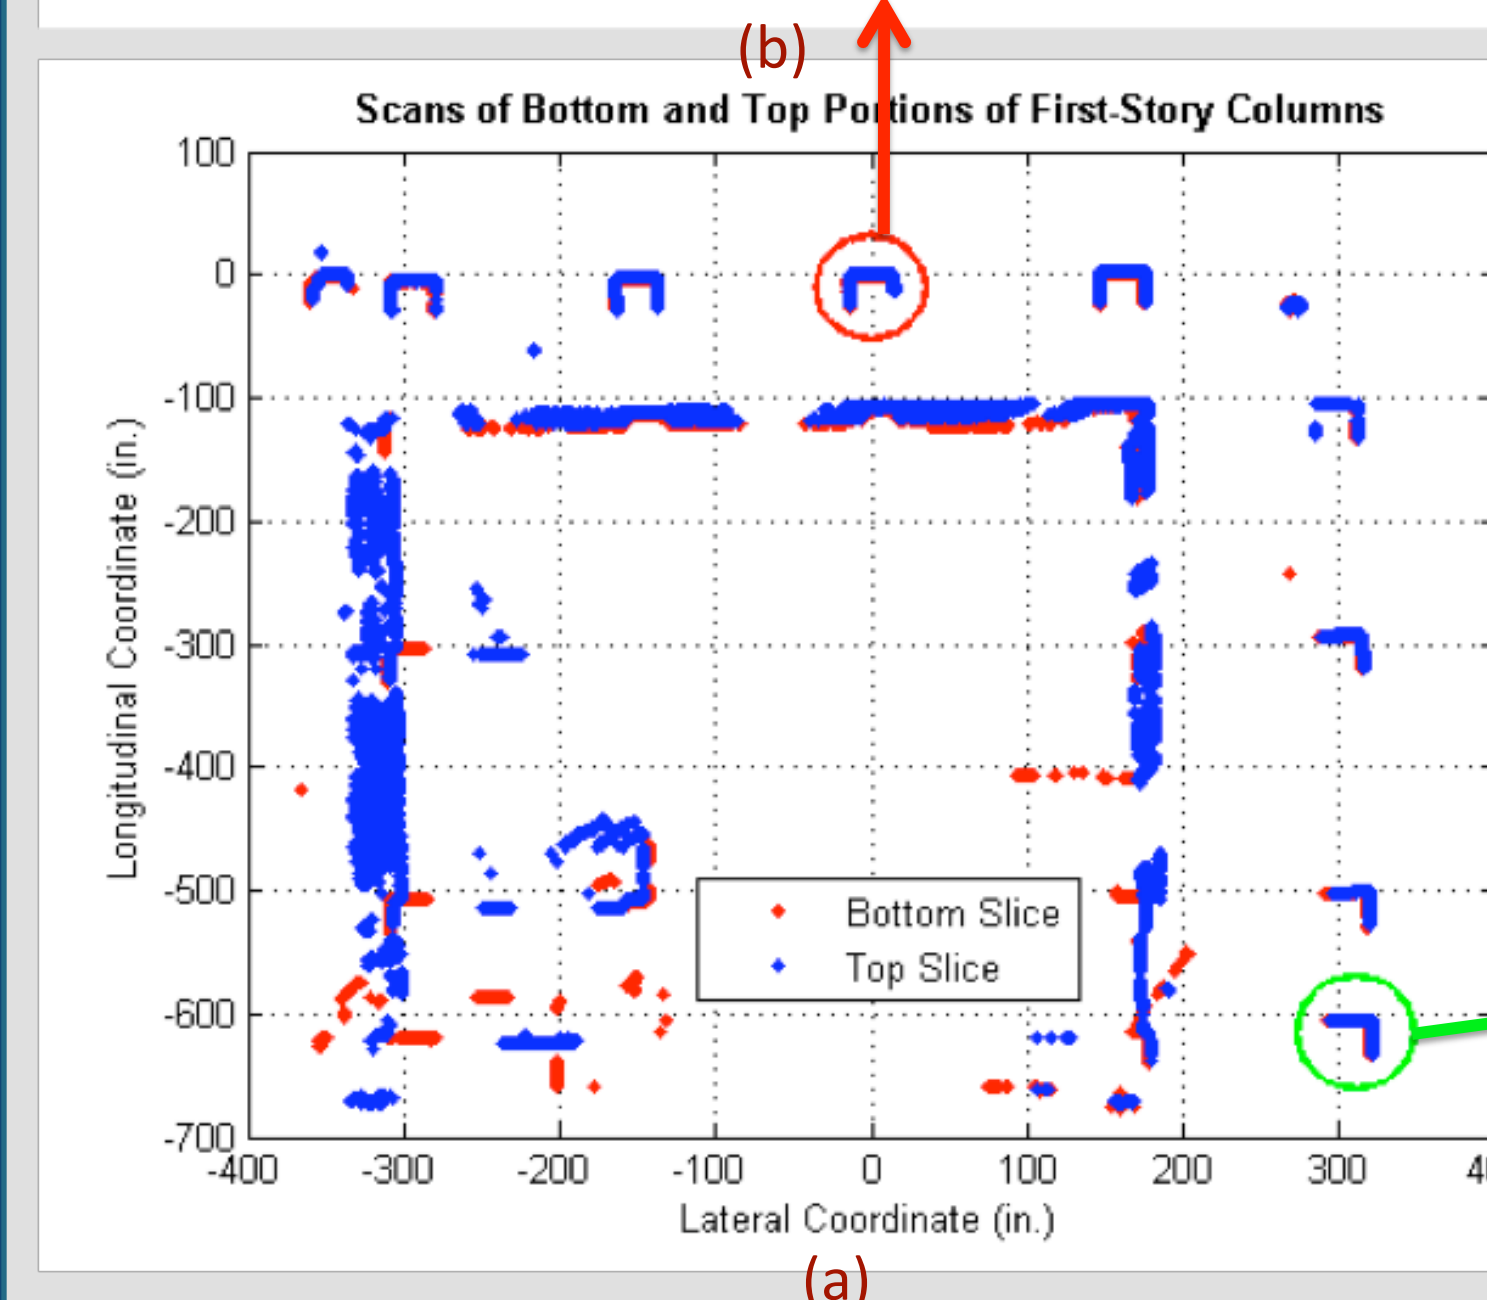 (b)
Scans of Bottom and Top Portions of First-Story Columns
100
0
-100
-200
-300
-400
-500
-600
-700
Longitudinal Coordinate (in.)
Bottom Slice
Top Slice
-400 -300 -200 -100 0 100 200 300
Lateral Coordinate (in.)
(a)